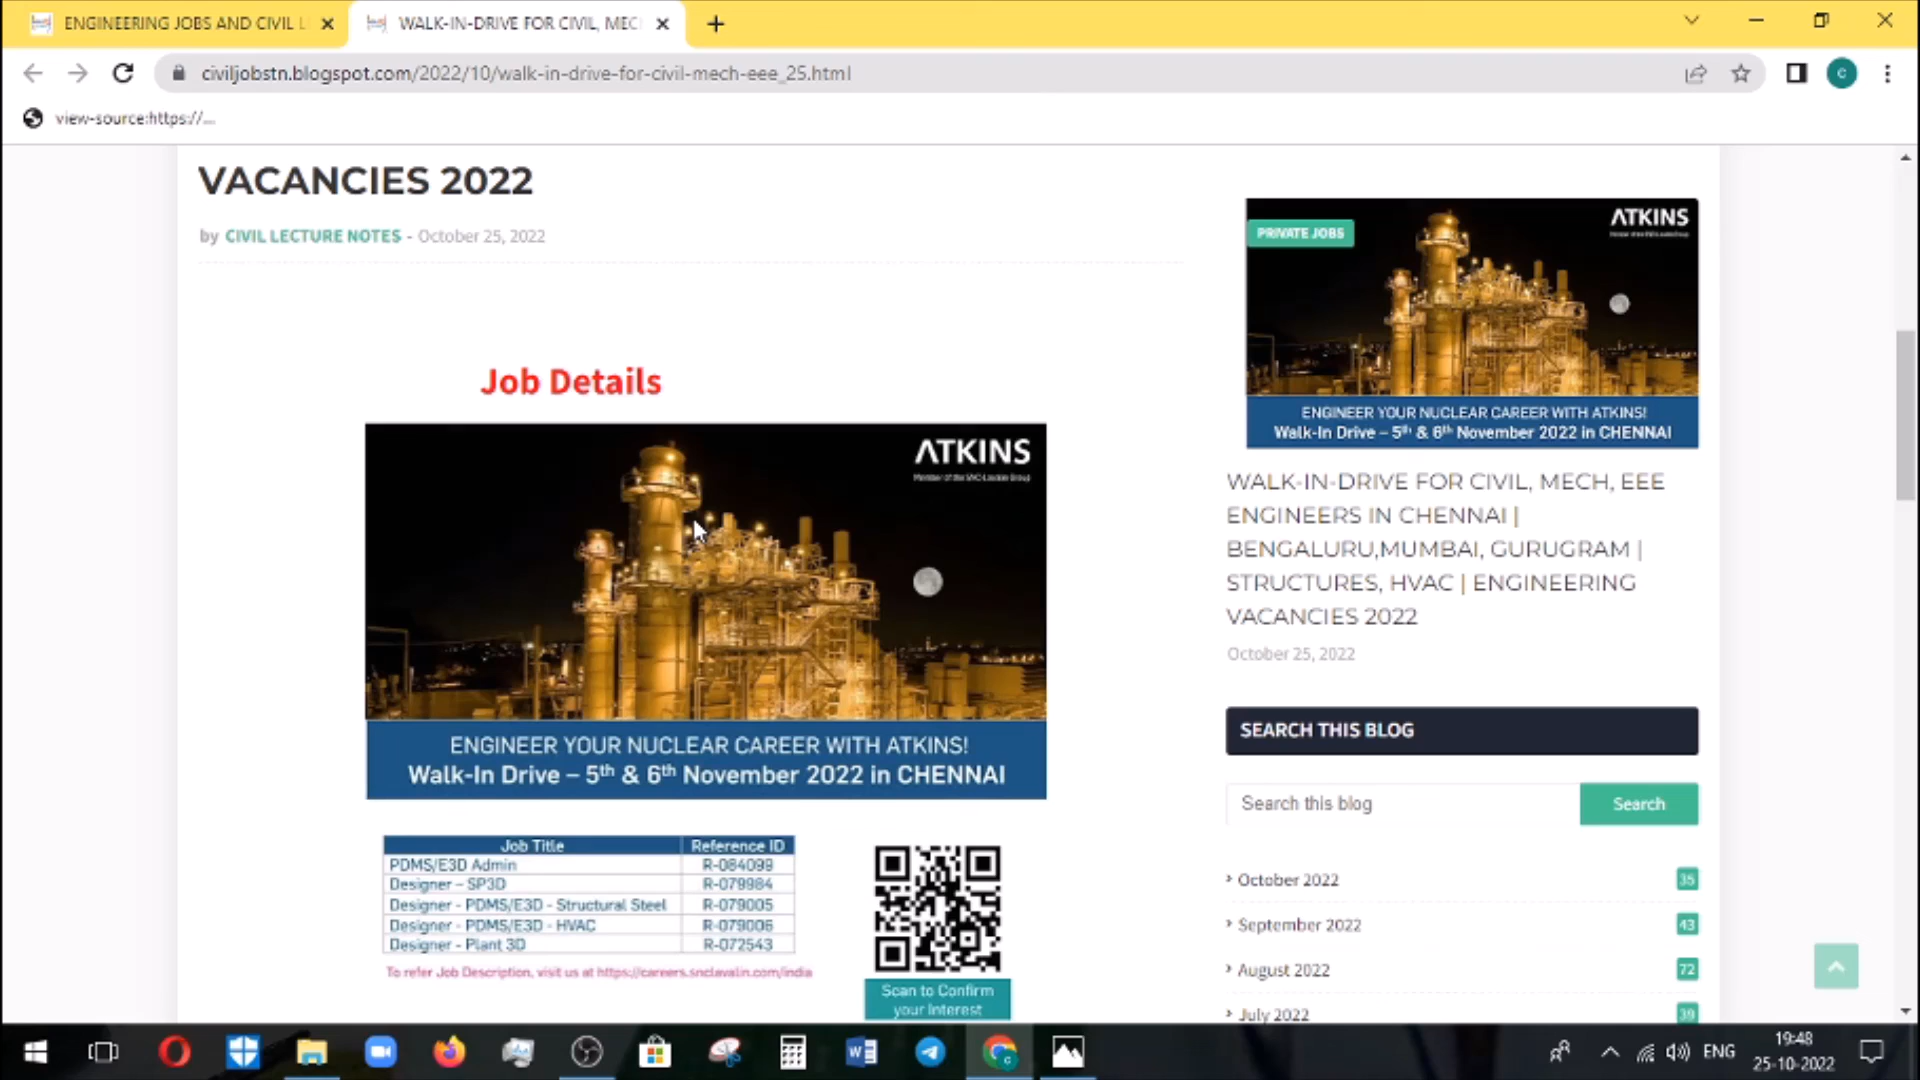 ENGINEERING JOBS AND CIVIL L
WALK-IN-DRIVE FOR CIVIL, MEC
civiljobstn.blogspot.com/2022/10/walk-in-drive-for-civil-mech-eee_25.html
c
view-source:https://...
VACANCIES 2022
by CIVIL LECTURE NOTES - October 25, 2022
Job Details
ATKINS
Member of the SNC-Lavalin Group
ENGINEER YOUR NUCLEAR CAREER WITH ATKINS!
Walk-In Drive – 5th & 6th November 2022 in CHENNAI
Job Title Reference ID
PDMS/E3D Admin R-084099
Designer – SP3D R-079984
Designer - PDMS/E3D - Structural Steel R-079005
Designer - PDMS/E3D - HVAC R-079006
Designer - Plant 3D R-072543
To refer Job Description, visit us at https://careers.snclavalin.com/india
Scan to Confirm
your Interest
PRIVATE JOBS
ATKINS
ENGINEER YOUR NUCLEAR CAREER WITH ATKINS!
Walk-In Drive – 5th & 6th November 2022 in CHENNAI
WALK-IN-DRIVE FOR CIVIL, MECH, EEE
ENGINEERS IN CHENNAI |
BENGALURU,MUMBAI, GURUGRAM |
STRUCTURES, HVAC | ENGINEERING
VACANCIES 2022
October 25, 2022
SEARCH THIS BLOG
Search this blog Search
October 2022 35
September 2022 43
August 2022 72
July 2022 39
ENG
19:48
25-10-2022